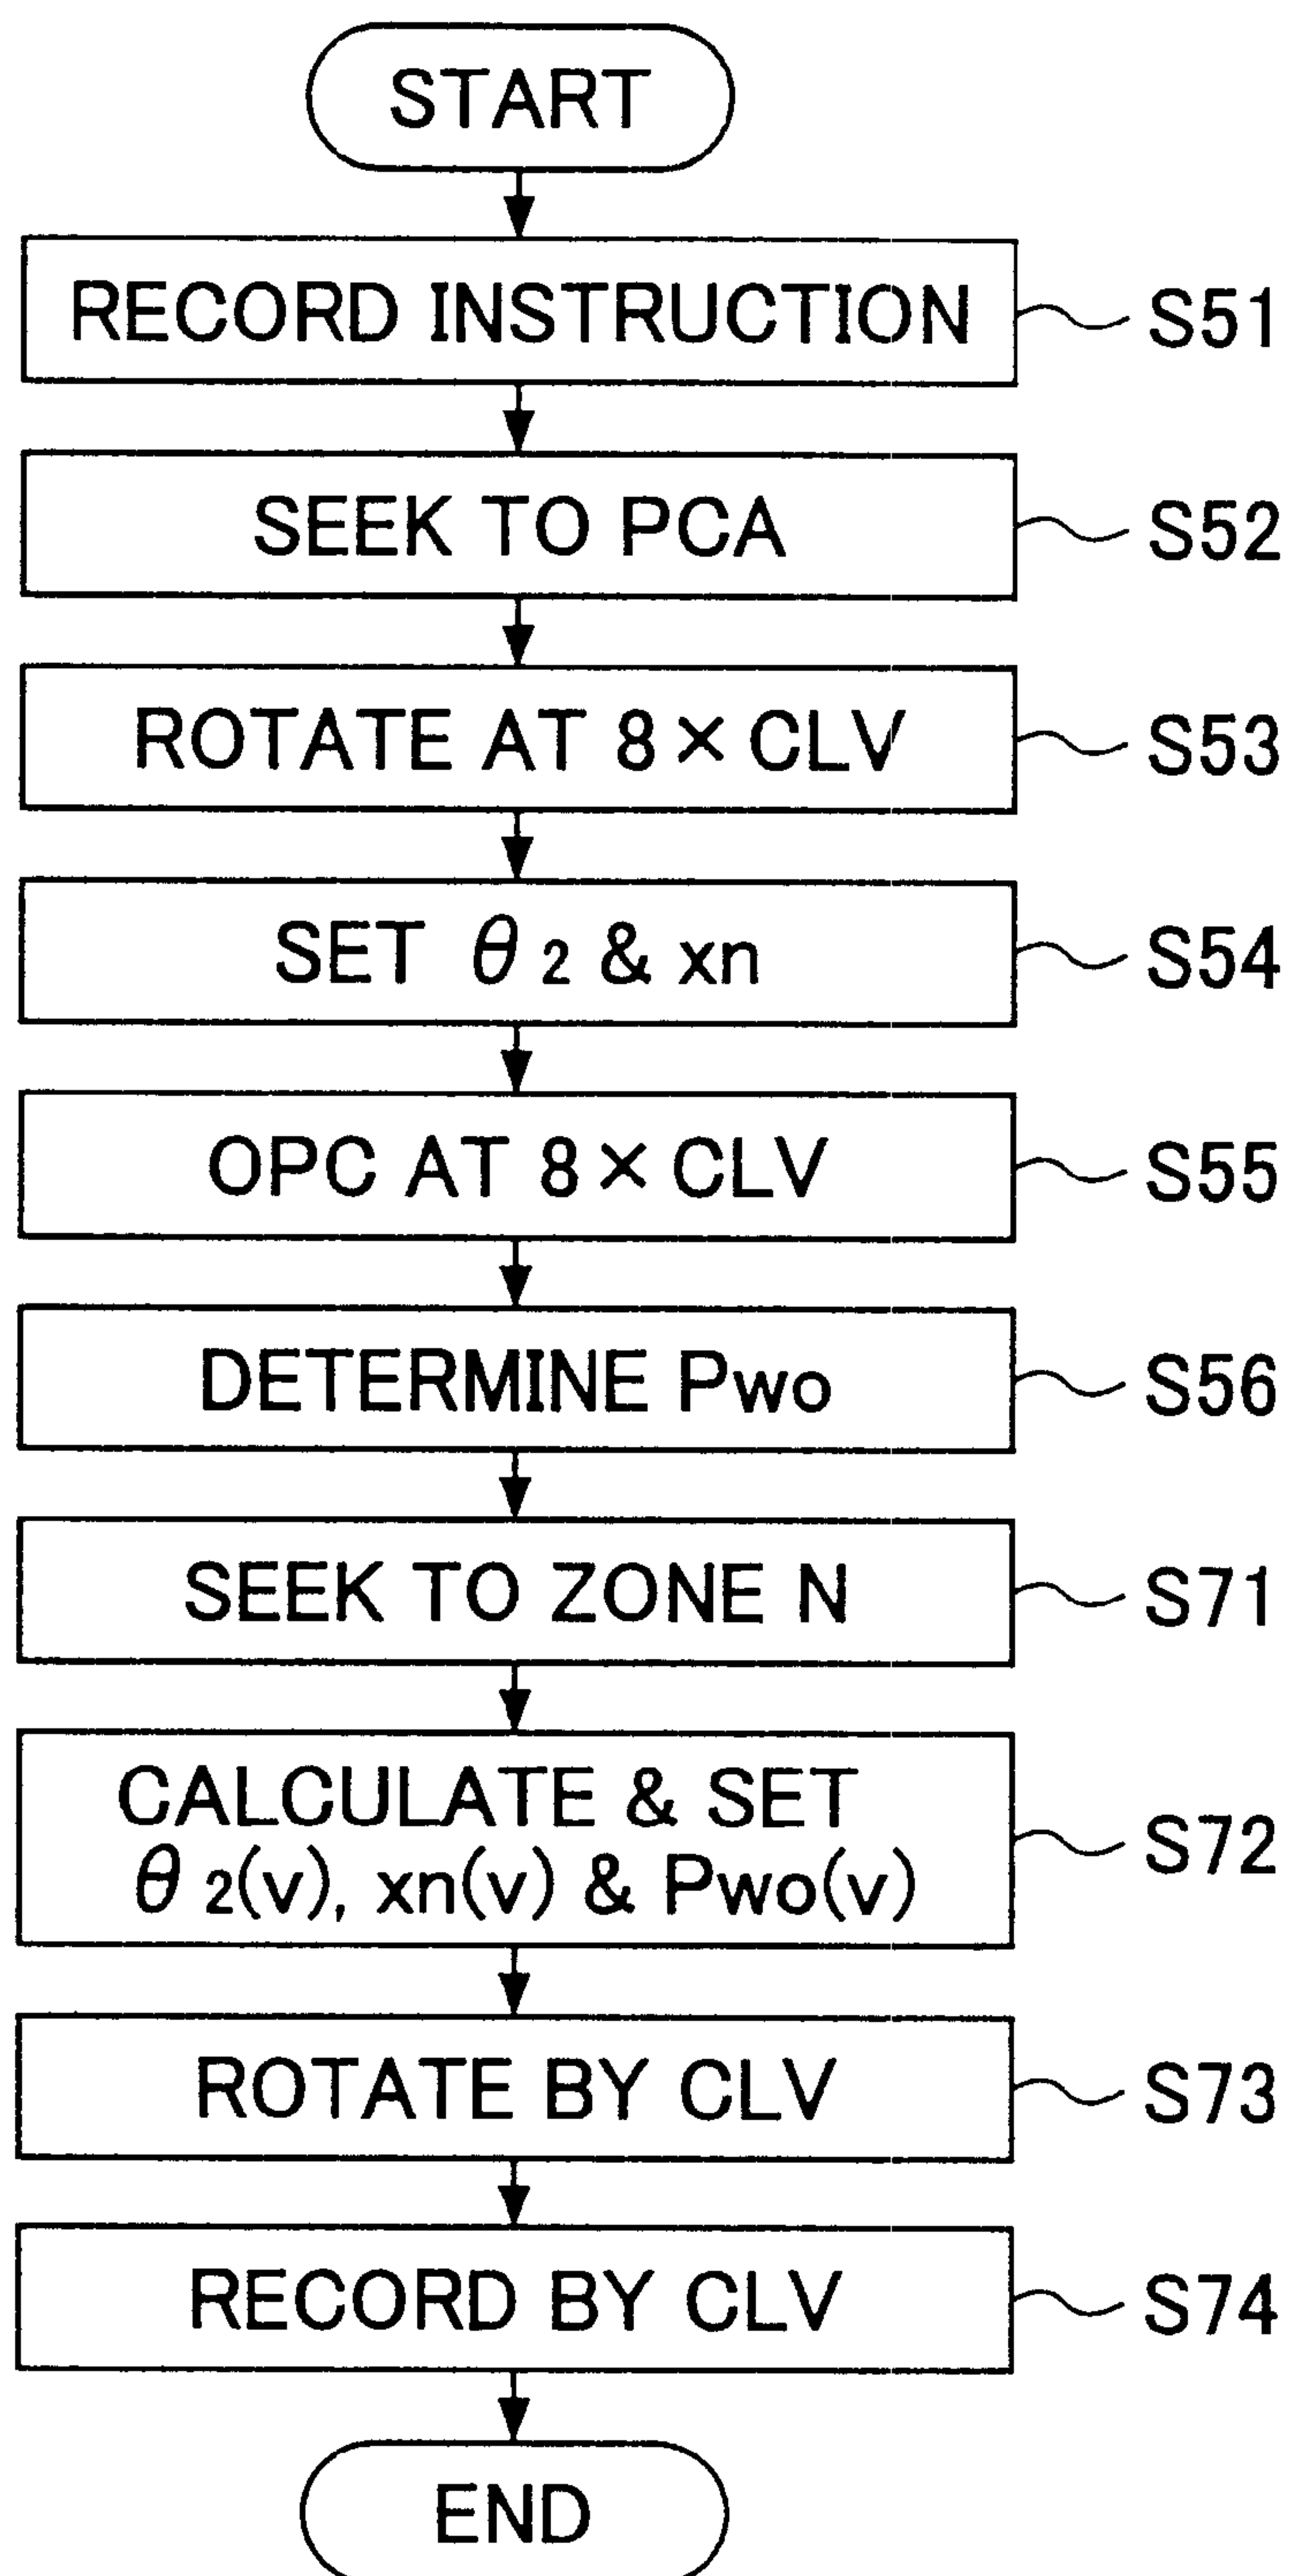 START
RECORD INSTRUCTION S51
SEEK TO PCA S52
ROTATE AT 8×CLV S53
SET θ2 & xn S54
OPC AT 8×CLV S55
DETERMINE Pwo S56
SEEK TO ZONE N S71
CALCULATE & SET
θ2(v), xn(v) & Pwo(v) S72
ROTATE BY CLV S73
RECORD BY CLV S74
END